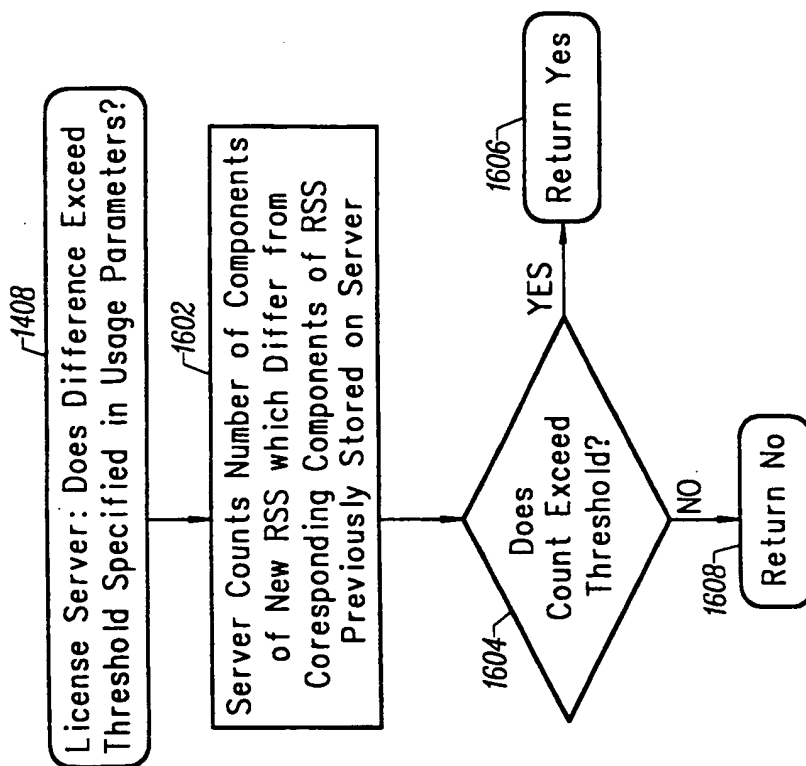 1408
License Server: Does Difference Exceed
Threshold Specified in Usage Parameters?
1602
Server Counts Number of Components
of New RSS which Differ from
Coresponding Components of RSS
Previously Stored on Server
1604
Does
Count Exceed
Threshold?
YES
1606
Return Yes
NO
1608
Return No